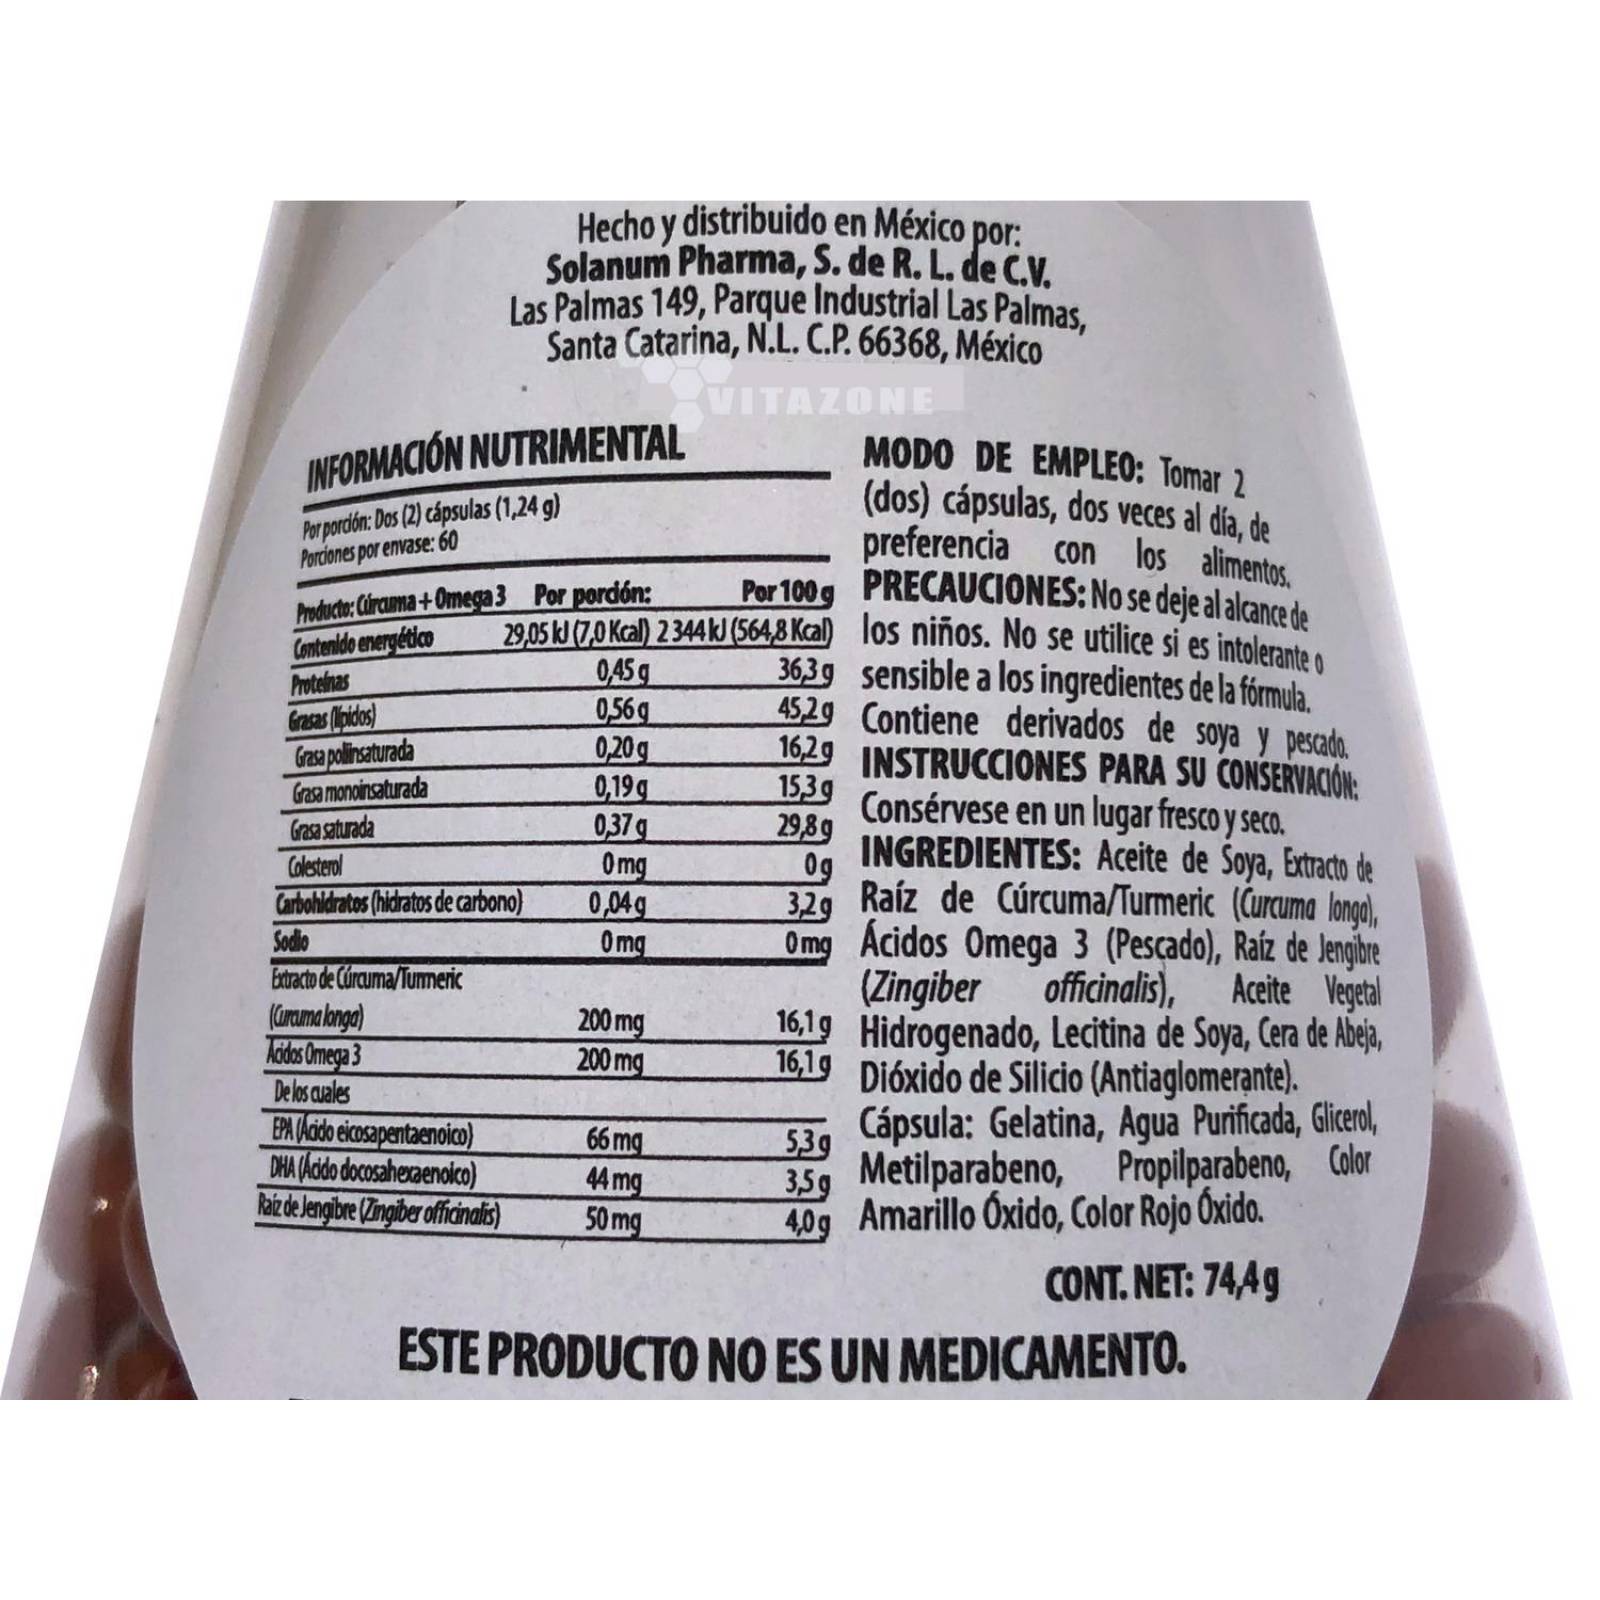 Hecho y distribuido en México por:
Solanum Pharma, S. de R. L. de C.V.
Las Palmas 149, Parque Industrial Las Palmas,
Santa Catarina, N.L. C.P. 66368, México
VITAZONE
INFORMACIÓN NUTRIMENTAL
Por porción: Dos (2) cápsulas (1,24 g)
Porciones por envase: 60
Producto: Cúrcuma + Omega 3 Por porción: Por 100 g
Contenido energético 29,05 kJ (7,0 Kcal) 2 344 kJ (564,8 Kcal)
Proteínas 0,45 g 36,3 g
Grasas (lípidos) 0,56 g 45,2 g
Grasa poliinsaturada 0,20 g 16,2 g
Grasa monoinsaturada 0,19 g 15,3 g
Grasa saturada 0,37 g 29,8 g
Colesterol 0 mg 0 g
Carbohidratos (hidratos de carbono) 0,04 g 3,2 g
Sodio 0 mg 0 mg
Extracto de Cúrcuma/Turmeric
(Curcuma longa) 200 mg 16,1 g
Ácidos Omega 3 200 mg 16,1 g
De los cuales
EPA (Ácido eicosapentaenoico) 66 mg 5,3 g
DHA (Ácido docosahexaenoico) 44 mg 3,5 g
Raíz de Jengibre (Zingiber officinalis) 50 mg 4,0 g
MODO DE EMPLEO: Tomar 2
(dos) cápsulas, dos veces al día, de
preferencia con los alimentos.
PRECAUCIONES: No se deje al alcance de
los niños. No se utilice si es intolerante o
sensible a los ingredientes de la fórmula.
Contiene derivados de soya y pescado.
INSTRUCCIONES PARA SU CONSERVACIÓN:
Consérvese en un lugar fresco y seco.
INGREDIENTES: Aceite de Soya, Extracto de
Raíz de Cúrcuma/Turmeric (Curcuma longa),
Ácidos Omega 3 (Pescado), Raíz de Jengibre
(Zingiber officinalis), Aceite Vegetal
Hidrogenado, Lecitina de Soya, Cera de Abeja,
Dióxido de Silicio (Antiaglomerante).
Cápsula: Gelatina, Agua Purificada, Glicerol,
Metilparabeno, Propilparabeno, Color
Amarillo Óxido, Color Rojo Óxido.
CONT. NET: 74,4 g
ESTE PRODUCTO NO ES UN MEDICAMENTO.